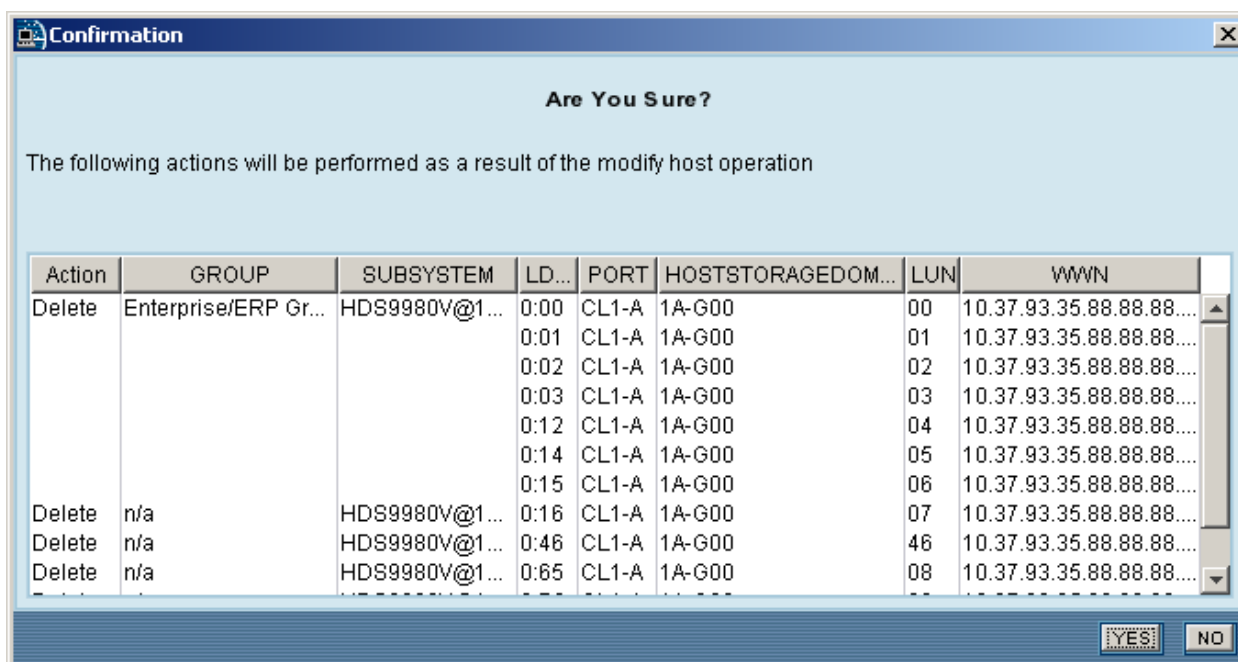 Confirmation
Are You Sure?
The following actions will be performed as a result of the modify host operation
Action GROUP SUBSYSTEM LD... PORT HOSTSTORAGEDOM... LUN WWN
Delete Enterprise/ERP Gr... HDS9980V@1... 0:00 CL1-A 1A-G00 00 10.37.93.35.88.88.88....
0:01 CL1-A 1A-G00 01 10.37.93.35.88.88.88....
0:02 CL1-A 1A-G00 02 10.37.93.35.88.88.88....
0:03 CL1-A 1A-G00 03 10.37.93.35.88.88.88....
0:12 CL1-A 1A-G00 04 10.37.93.35.88.88.88....
0:14 CL1-A 1A-G00 05 10.37.93.35.88.88.88....
0:15 CL1-A 1A-G00 06 10.37.93.35.88.88.88....
Delete n/a HDS9980V@1... 0:16 CL1-A 1A-G00 07 10.37.93.35.88.88.88....
Delete n/a HDS9980V@1... 0:46 CL1-A 1A-G00 46 10.37.93.35.88.88.88....
Delete n/a HDS9980V@1... 0:65 CL1-A 1A-G00 08 10.37.93.35.88.88.88....
YES NO